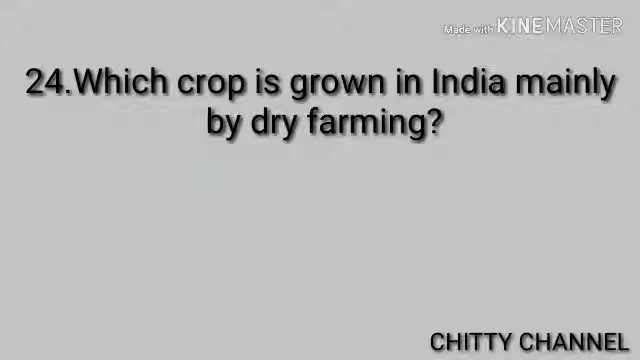 Made with KINEMASTER
24.Which crop is grown in India mainly
by dry farming?
CHITTY CHANNEL